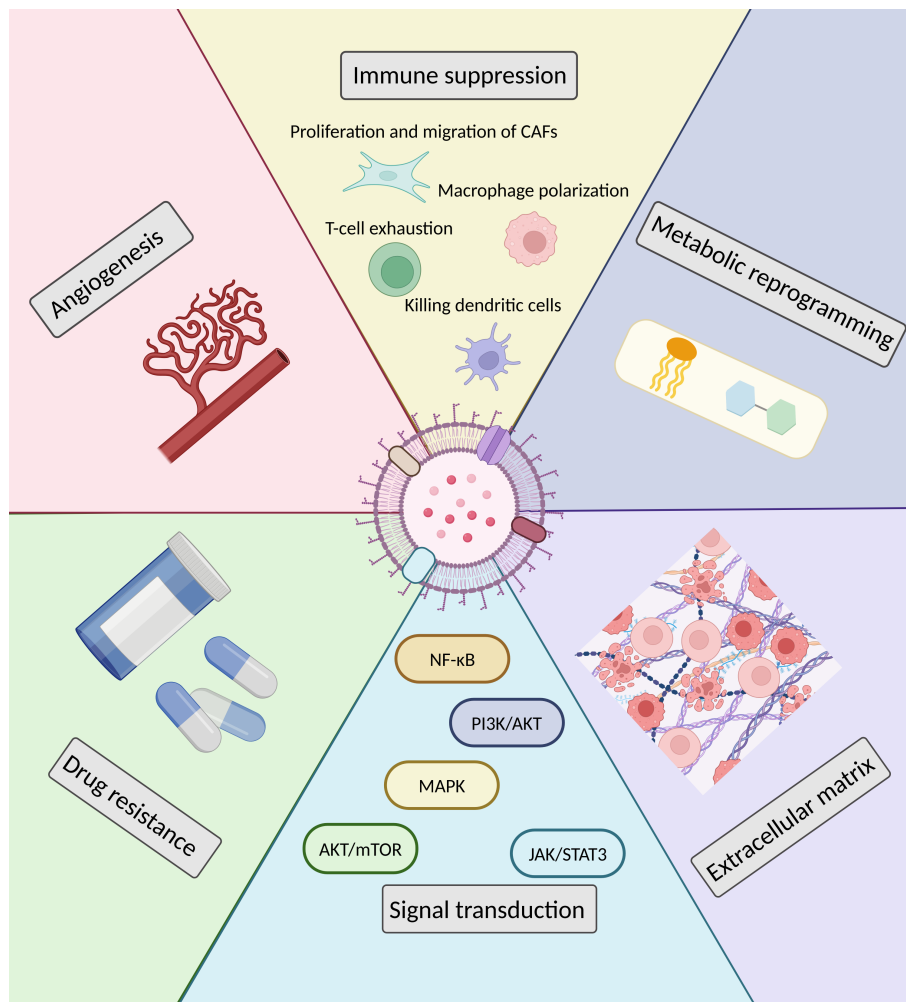 Immune suppression
Proliferation and migration of CAFs
Macrophage polarization
T-cell exhaustion
Killing dendritic cells
Angiogenesis
Metabolic reprogramming
Drug resistance
NF-κB
PI3K/AKT
MAPK
AKT/mTOR
JAK/STAT3
Signal transduction
Extracellular matrix